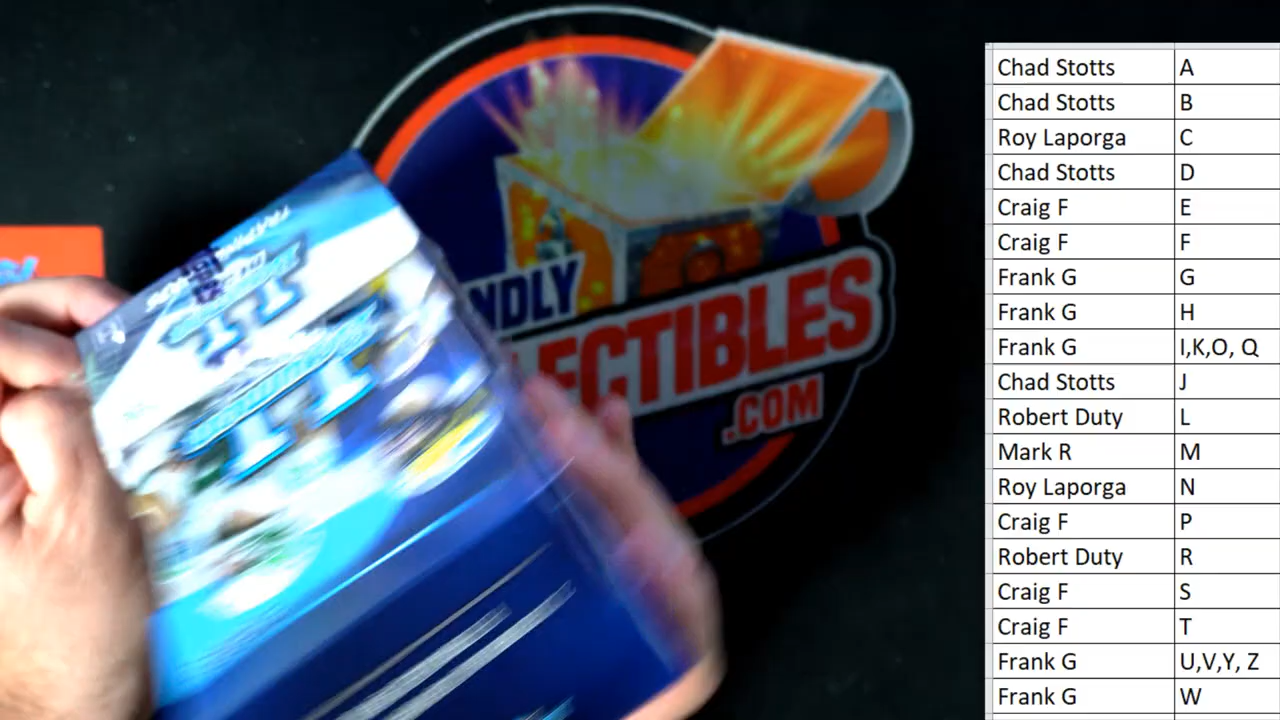 NDLY
LECTIBLES
.COM
Chad Stotts A
Chad Stotts B
Roy Laporga C
Chad Stotts D
Craig F E
Craig F F
Frank G G
Frank G H
Frank G I,K,O, Q
Chad Stotts J
Robert Duty L
Mark R M
Roy Laporga N
Craig F P
Robert Duty R
Craig F S
Craig F T
Frank G U,V,Y, Z
Frank G W